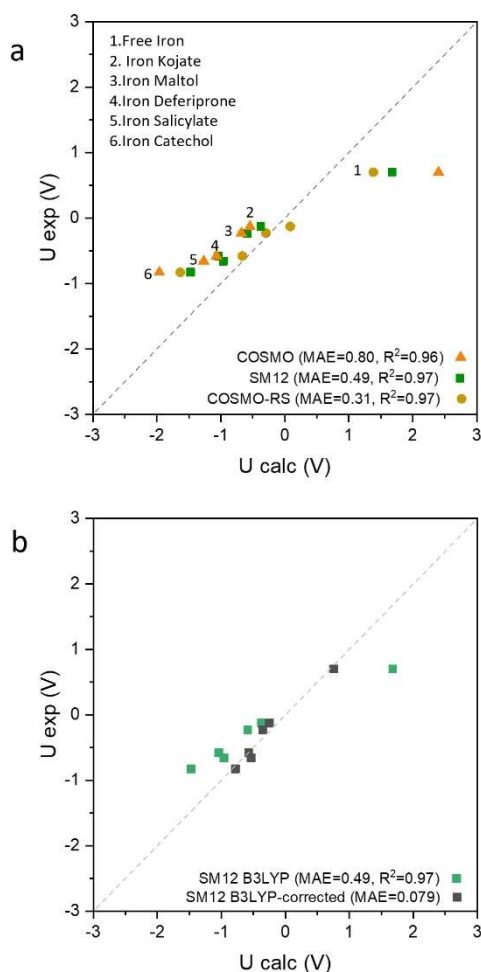 a
1.Free Iron
2. Iron Kojate
3.Iron Maltol
4.Iron Deferiprone
5.Iron Salicylate
6.Iron Catechol
3
2
1
0
-1
-2
-3
U exp (V)
1
2
3
4
5
6
COSMO (MAE=0.80, R²=0.96)
SM12 (MAE=0.49, R²=0.97)
COSMO-RS (MAE=0.31, R²=0.97)
-3 -2 -1 0 1 2 3
U calc (V)
b
3
2
1
0
-1
-2
-3
U exp (V)
SM12 B3LYP (MAE=0.49, R²=0.97)
SM12 B3LYP-corrected (MAE=0.079)
-3 -2 -1 0 1 2 3
U calc (V)